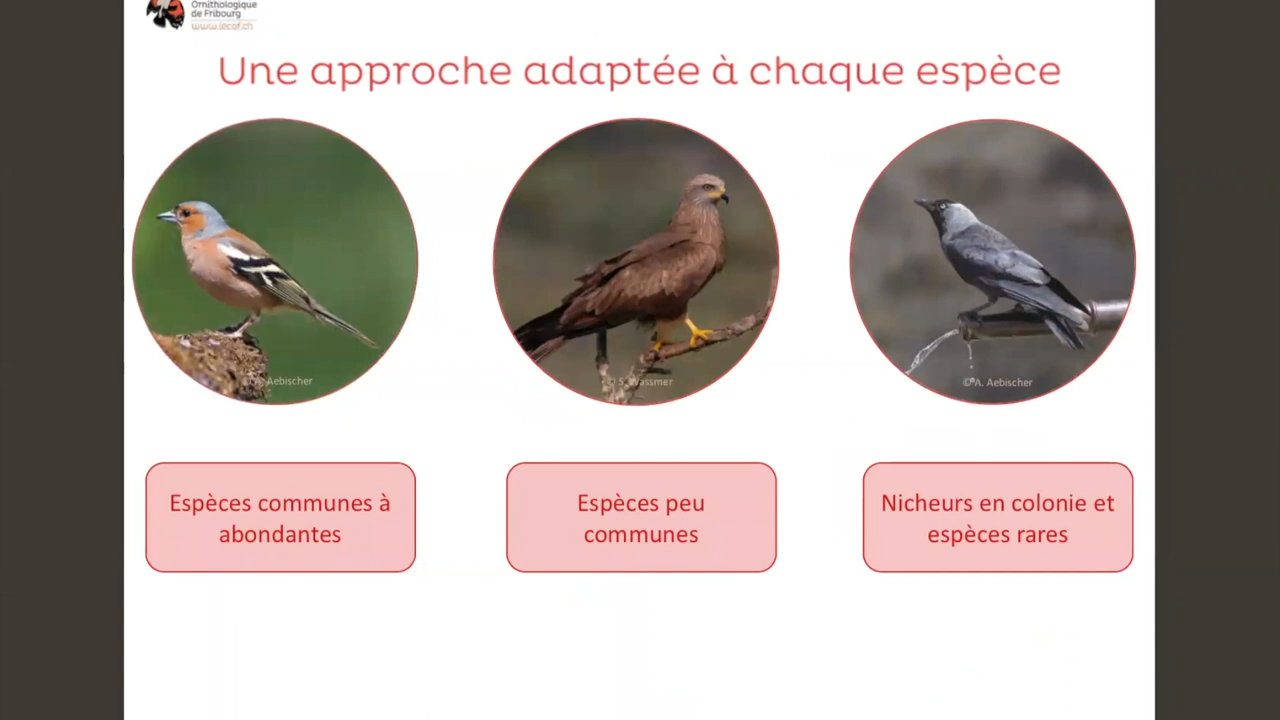 Ornithologique
de Fribourg
www.lecof.ch
Une approche adaptée à chaque espèce
© A. Aebischer
© S. Wassmer
© A. Aebischer
Espèces communes à
abondantes
Espèces peu
communes
Nicheurs en colonie et
espèces rares